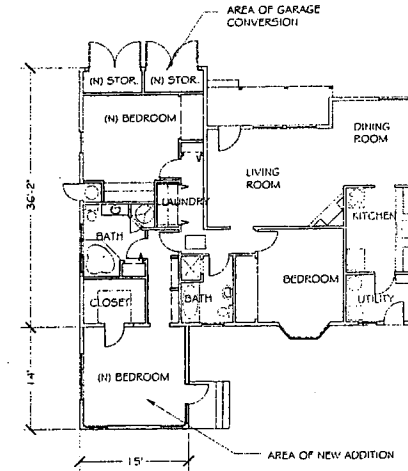 AREA OF GARAGE
CONVERSION
(N) STOR.
(N) STOR.
(N) BEDROOM
DINING
ROOM
LIVING
ROOM
36'-2"
LAUNDRY
KITCHEN
BATH
BEDROOM
CLOSET
BATH
UTILITY
(N) BEDROOM
14'
15'
AREA OF NEW ADDITION